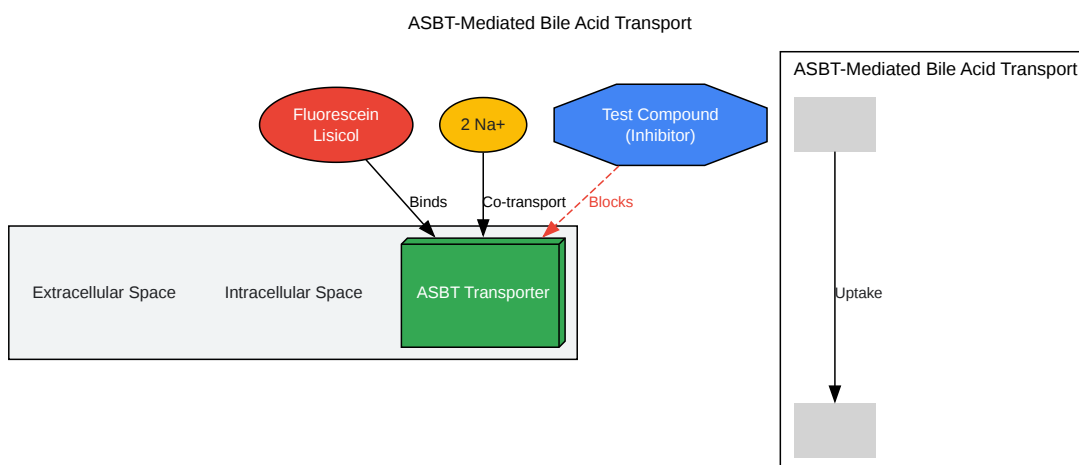 ASBT-Mediated Bile Acid Transport
ASBT-Mediated Bile Acid Transport
Fluorescein
Lisicol
2 Na+
Test Compound
(Inhibitor)
Binds
Co-transport
Blocks
Extracellular Space
Intracellular Space
ASBT Transporter
Uptake